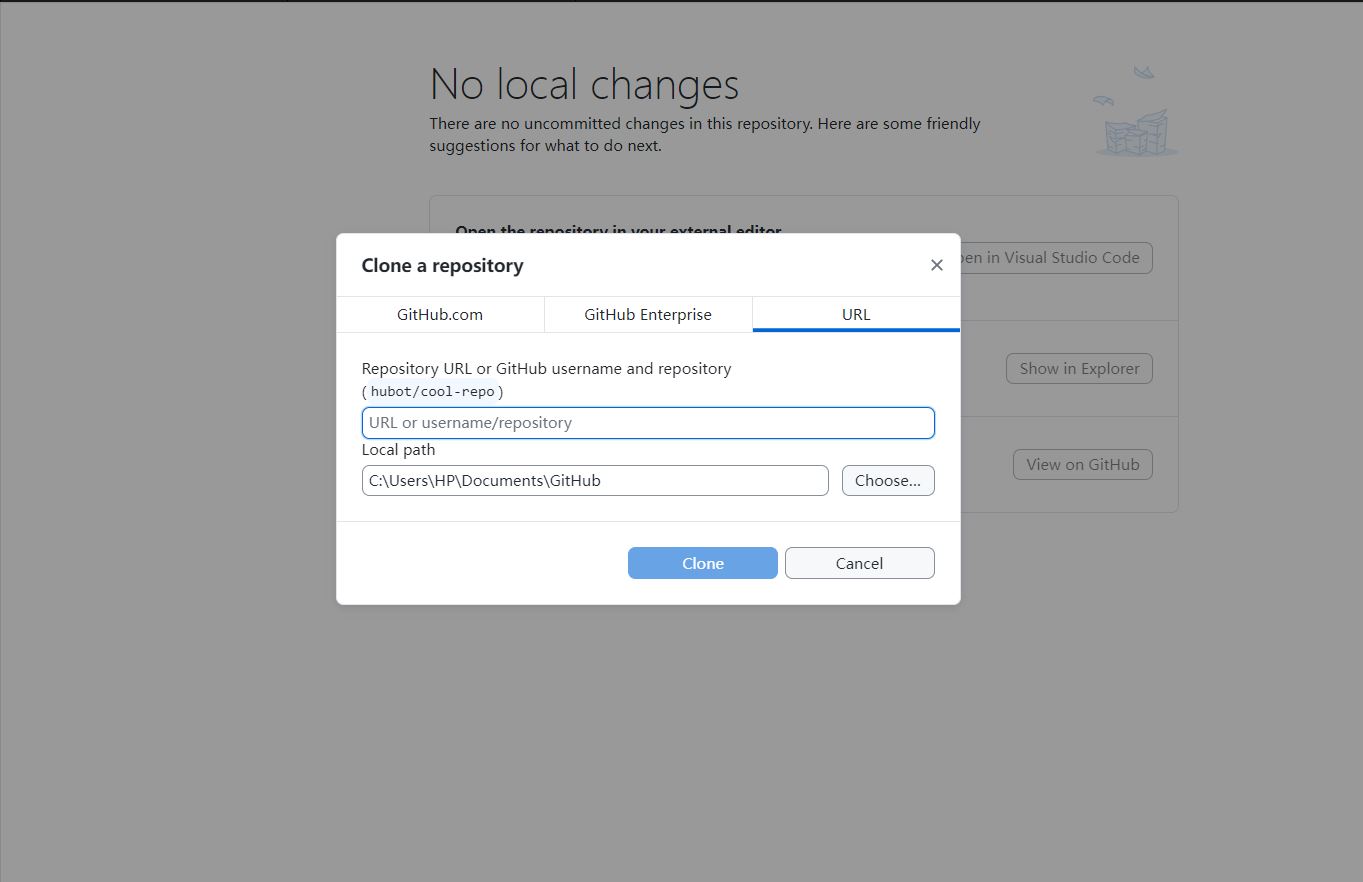 No local changes
There are no uncommitted changes in this repository. Here are some friendly
suggestions for what to do next.
Open the repository in your external editor
Clone a repository
in Visual Studio Code
GitHub.com
GitHub Enterprise
URL
Repository URL or GitHub username and repository
(hubot/cool-repo)
Show in Explorer
URL or username/repository
Local path
View on GitHub
C:\Users\HP\Documents\GitHub
Choose...
Clone
Cancel